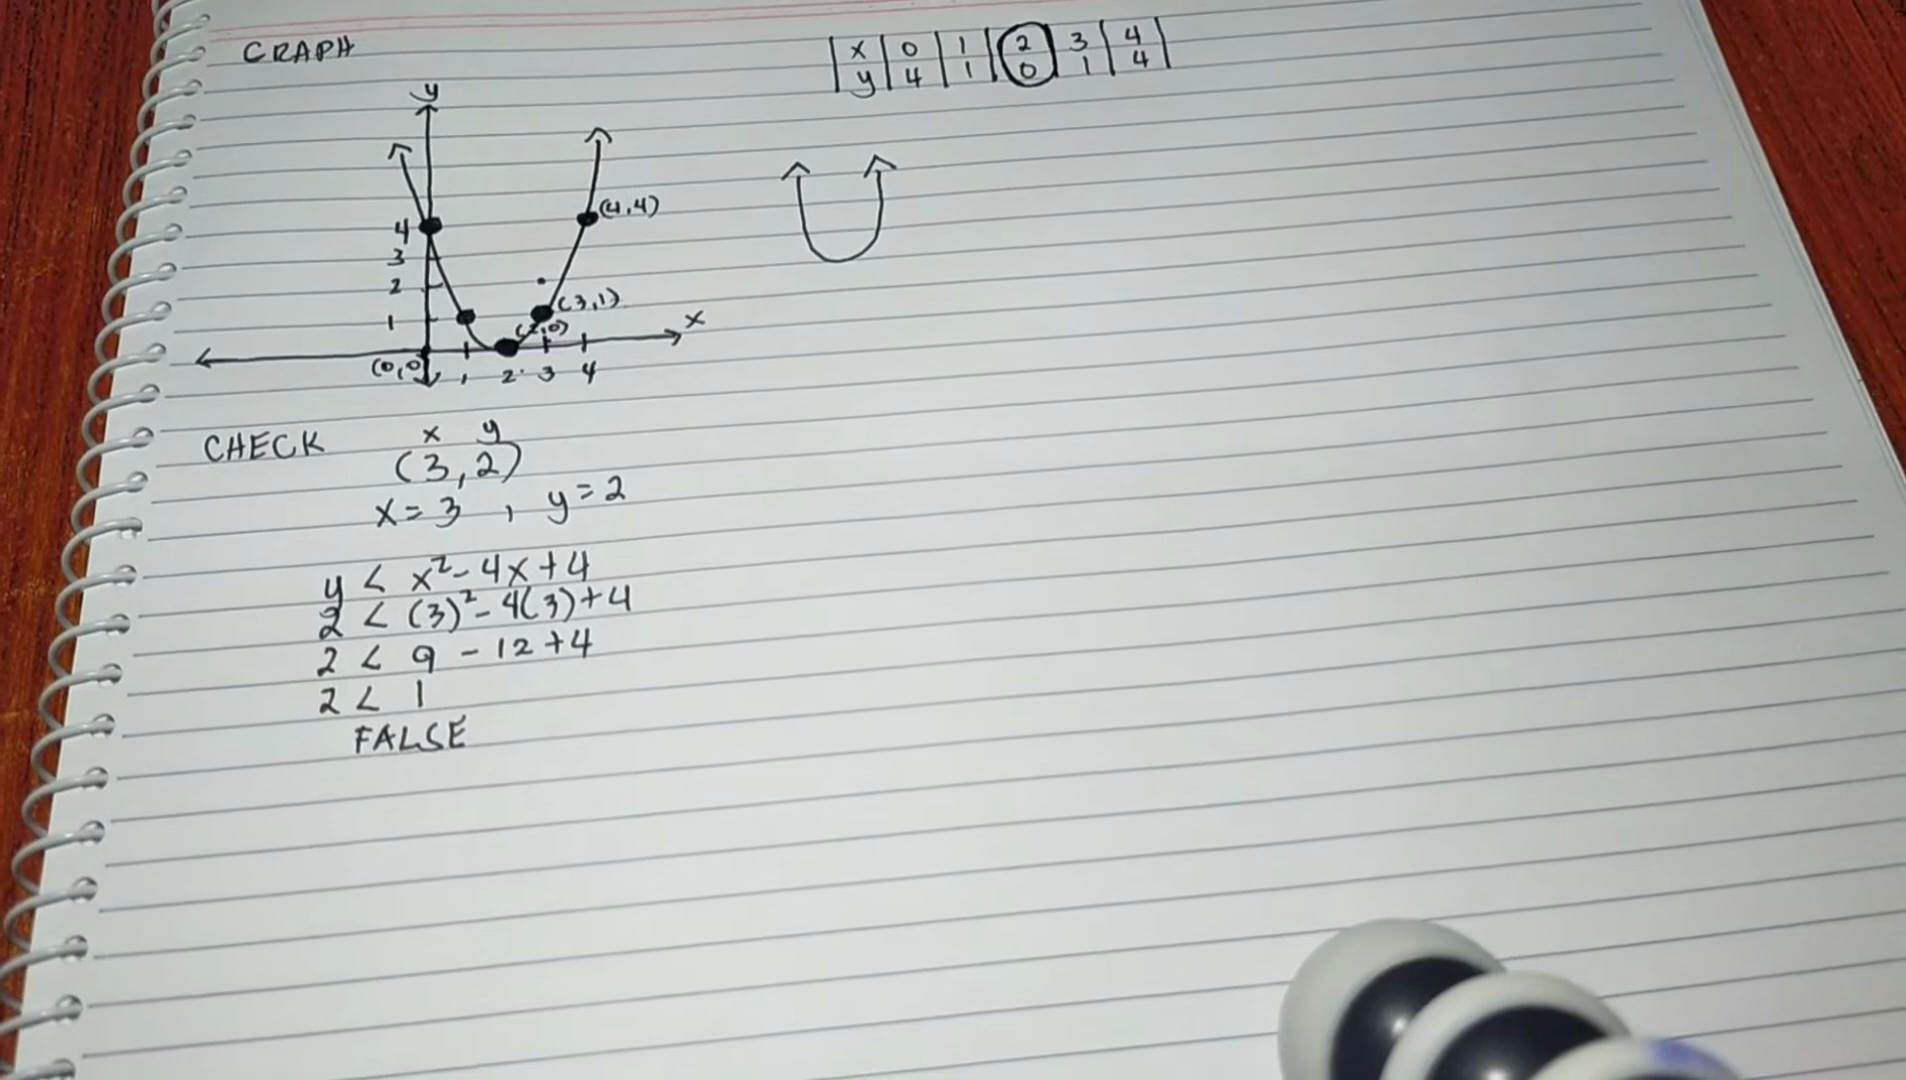 GRAPH
| x | 0 | 1 | 2 | 3 | 4 |
| y | 4 | 1 | 0 | 1 | 4 |
y
(4,4)
4
3
2
(3,1)
1
(2,0)
x
(0,0)
1 2 3 4
CHECK
x y
(3,2)
x=3 , y=2
y < x²-4x+4
2 < (3)²-4(3)+4
2 < 9 - 12 +4
2 < 1
FALSE